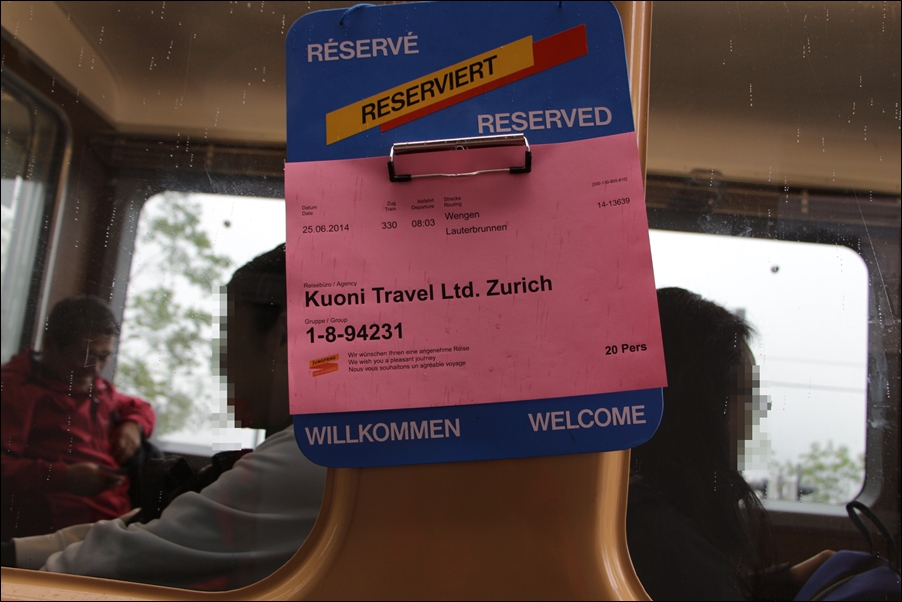 RÉSERVÉ
RESERVIERT
RESERVED
Datum
Date
25.06.2014
Zug
Train
330
Abfahrt
Departure
08:03
Strecke
Routing
Wengen
Lauterbrunnen
14-13639
Reisebüro / Agency
Kuoni Travel Ltd. Zurich
Gruppe / Group
1-8-94231
JUNGFRAU
Wir wünschen Ihnen eine angenehme Reise
We wish you a pleasant journey
Nous vous souhaitons un agréable voyage
20 Pers
WILLKOMMEN
WELCOME